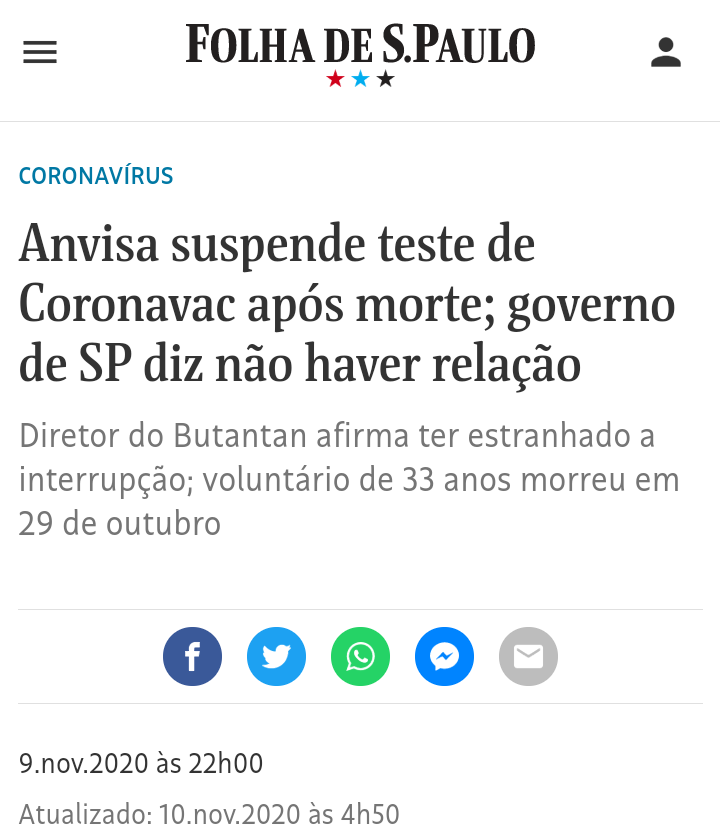 FOLHA DE S.PAULO
CORONAVÍRUS
Anvisa suspende teste de
Coronavac após morte; governo
de SP diz não haver relação
Diretor do Butantan afirma ter estranhado a
interrupção; voluntário de 33 anos morreu em
29 de outubro
9.nov.2020 às 22h00
Atualizado: 10.nov.2020 às 4h50